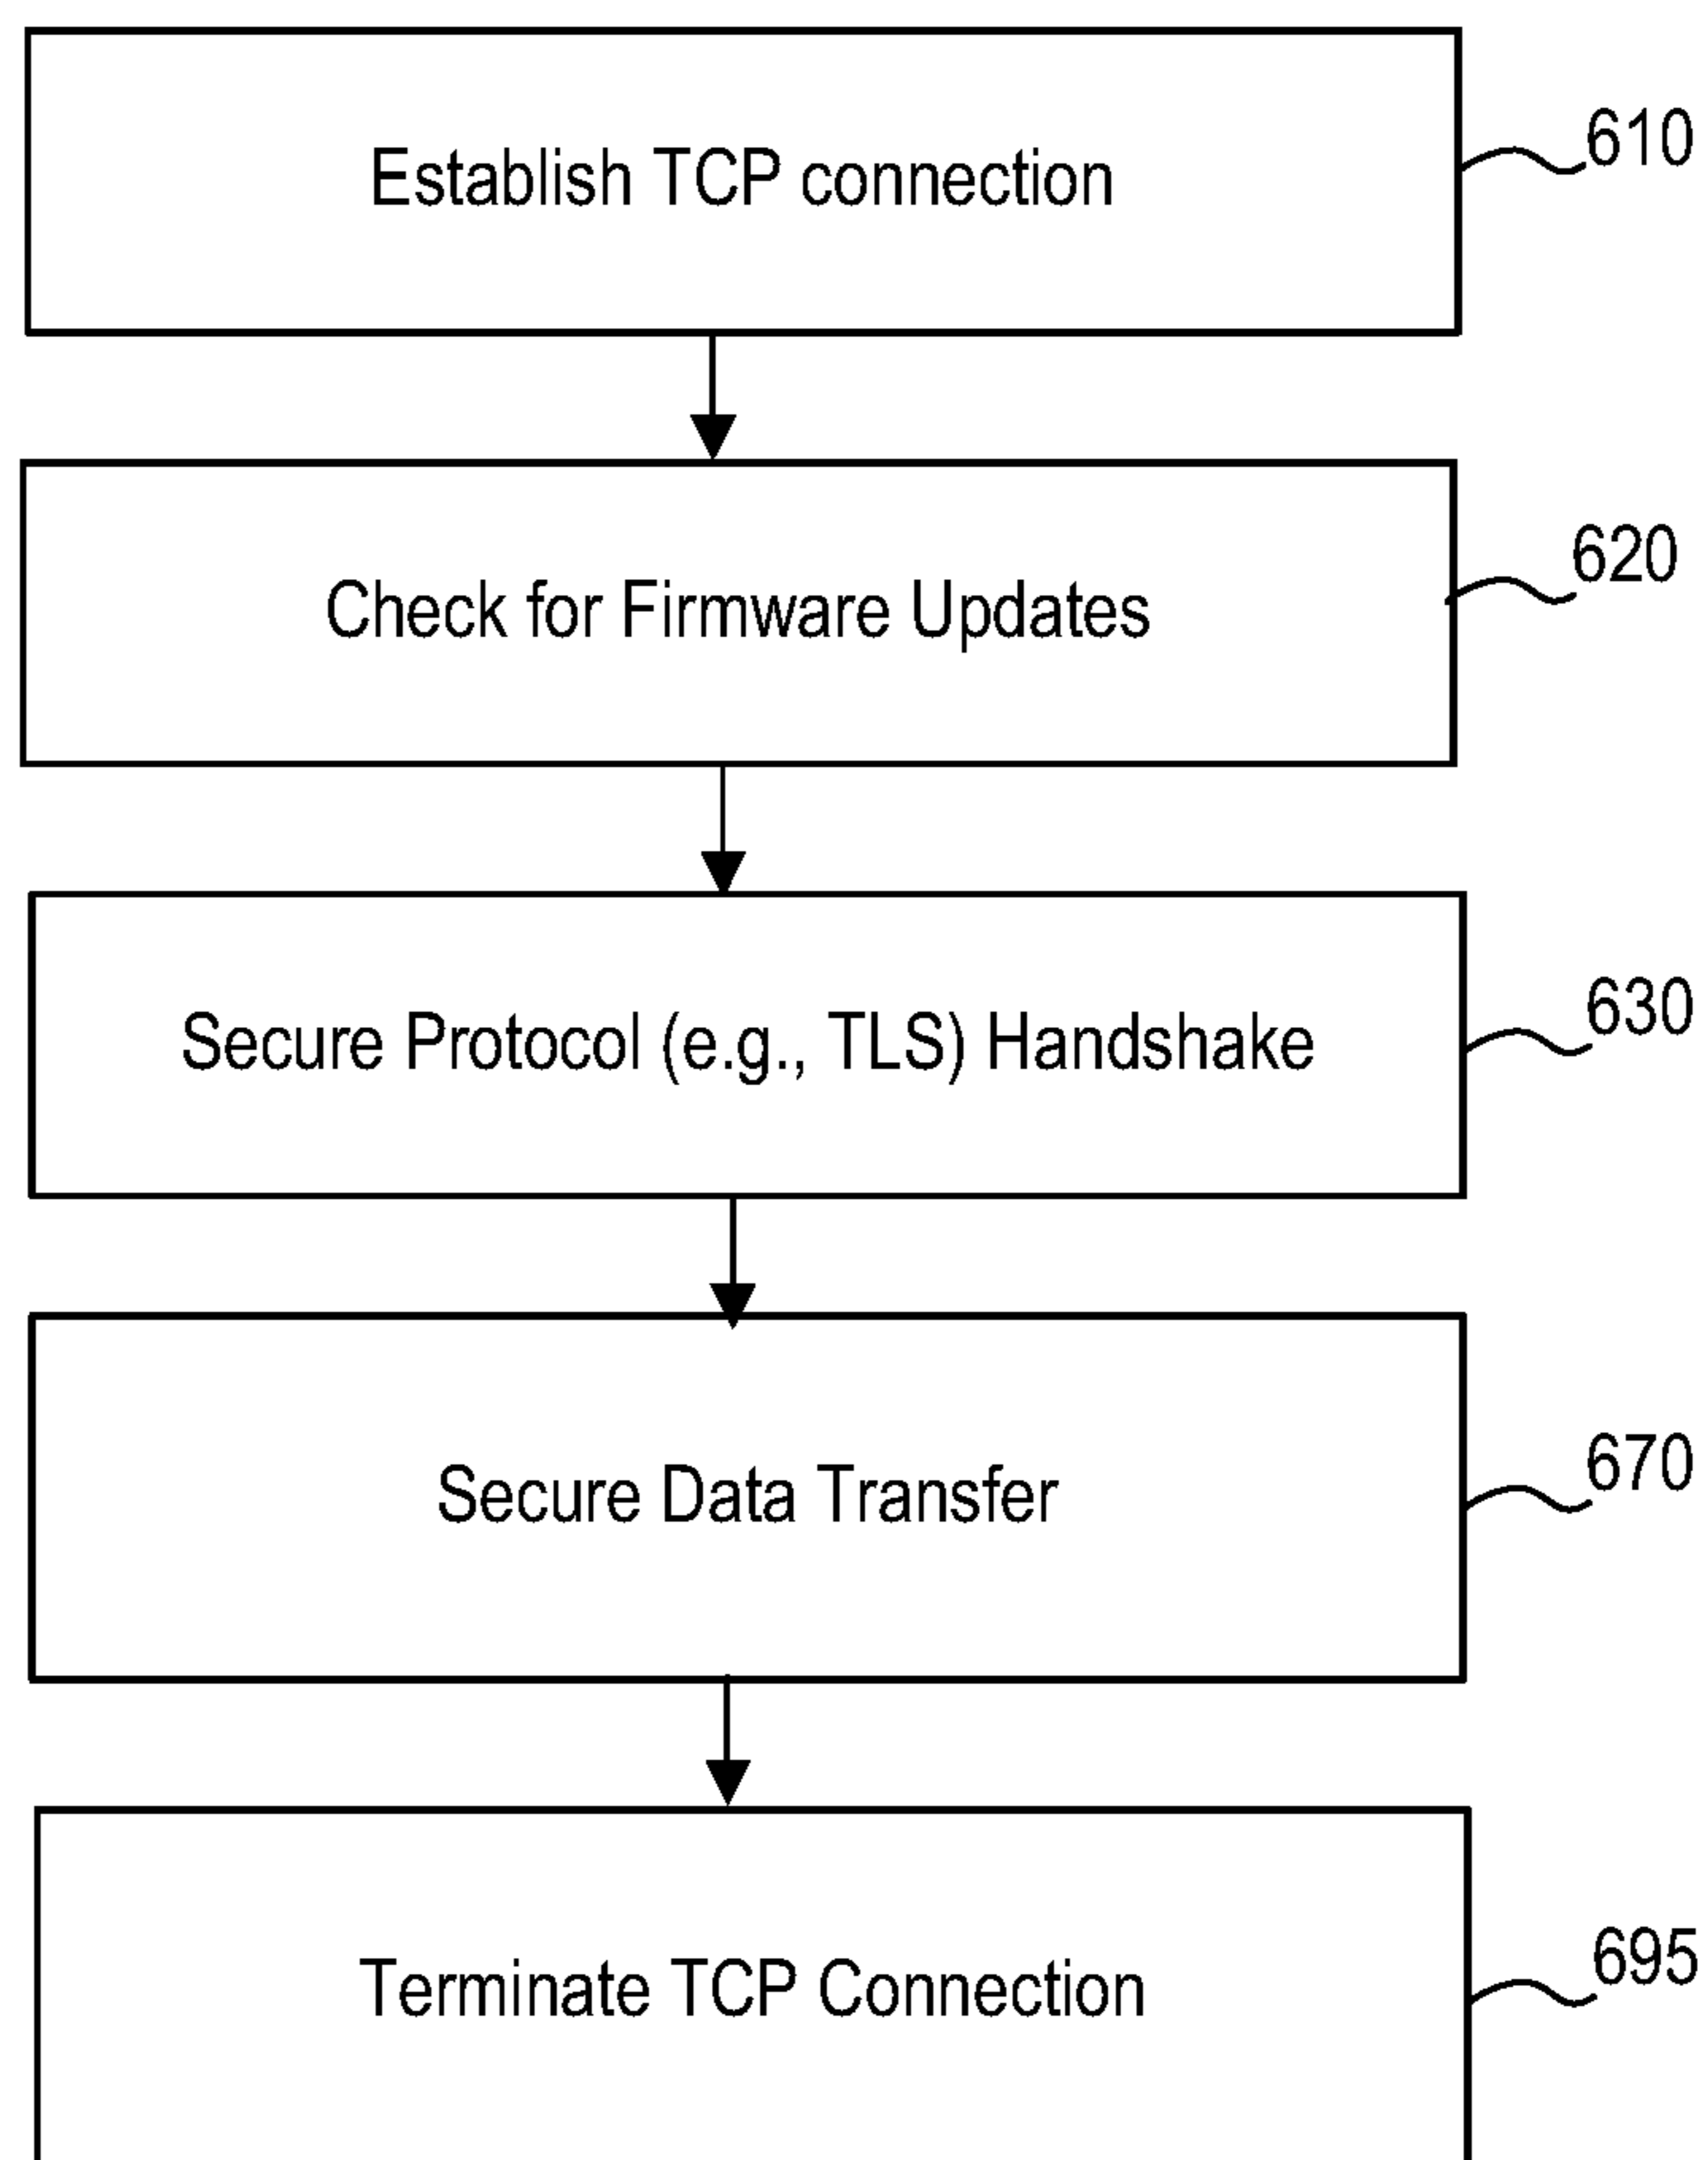 Establish TCP connection
610
Check for Firmware Updates
620
Secure Protocol (e.g., TLS) Handshake
630
Secure Data Transfer
670
Terminate TCP Connection
695